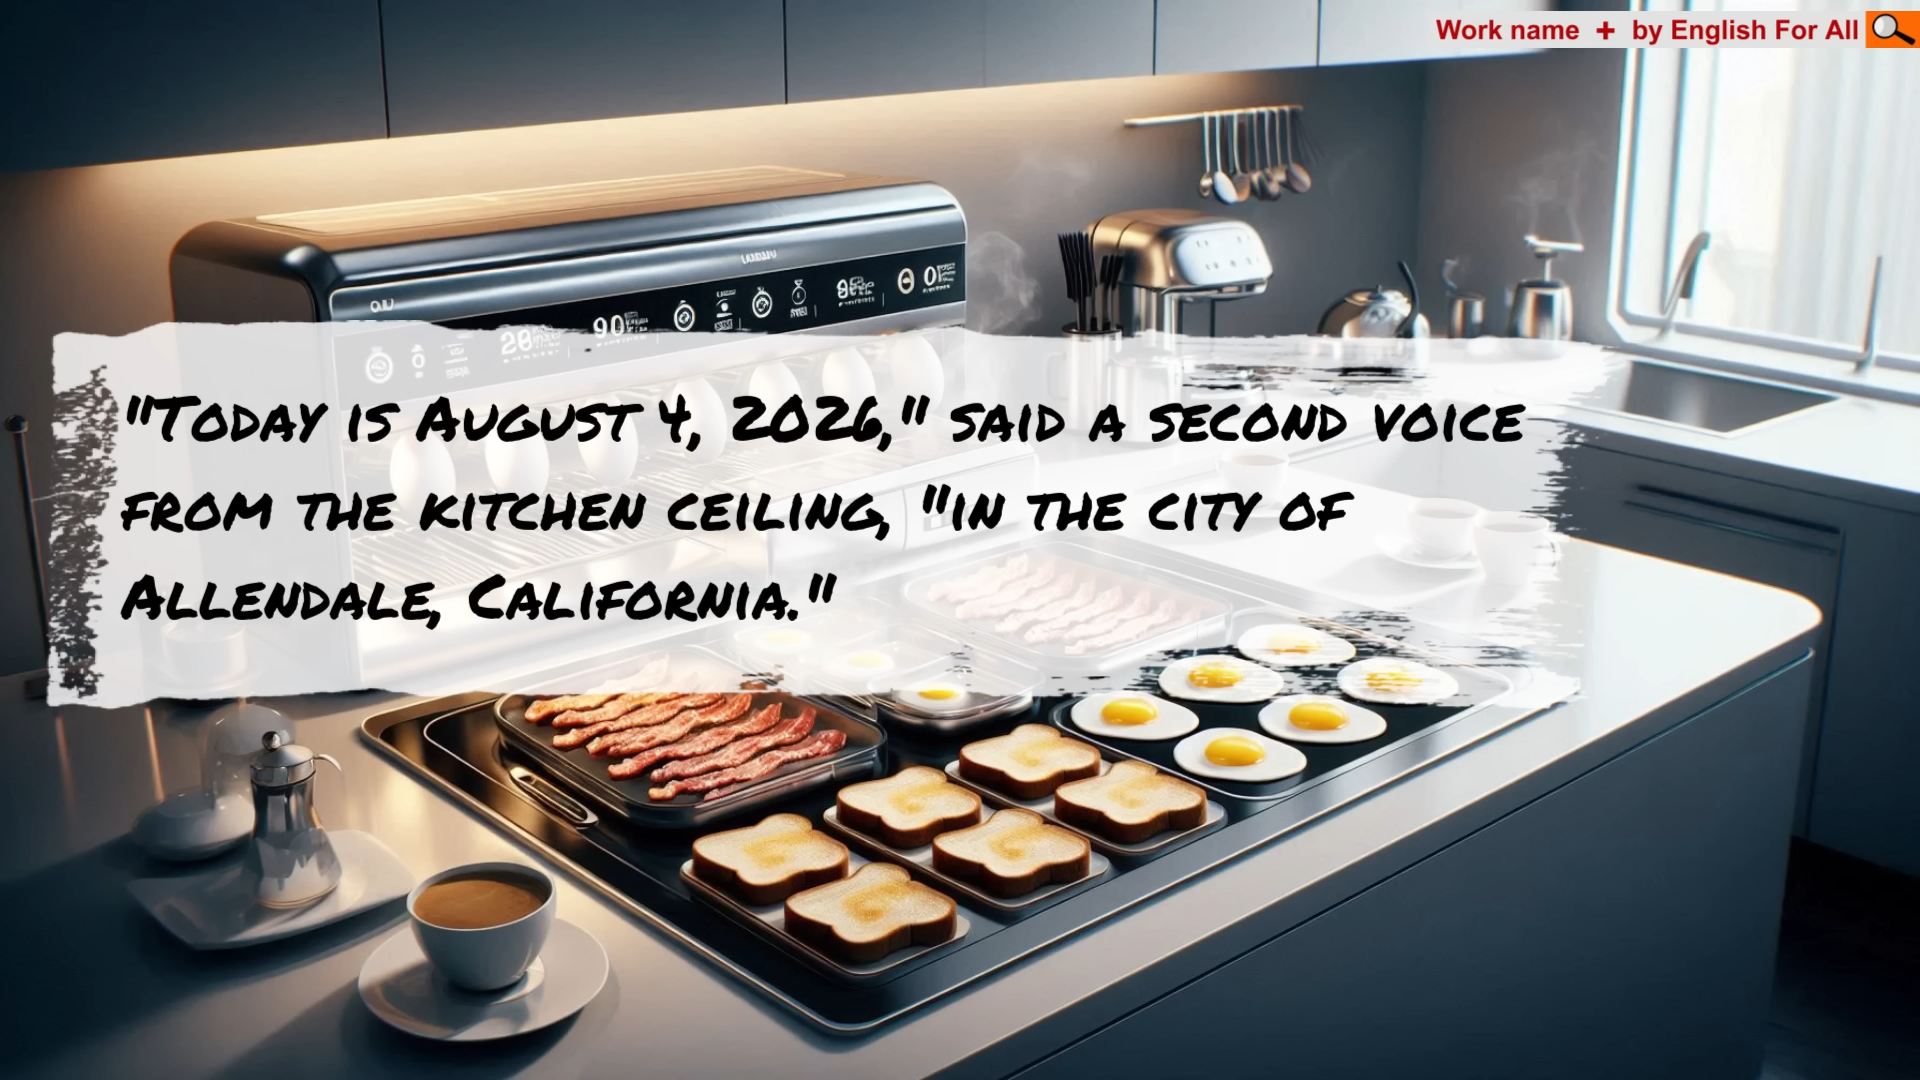 Work name + by English For All
"Today is August 4, 2026," said a second voice
from the kitchen ceiling, "in the city of
Allendale, California."